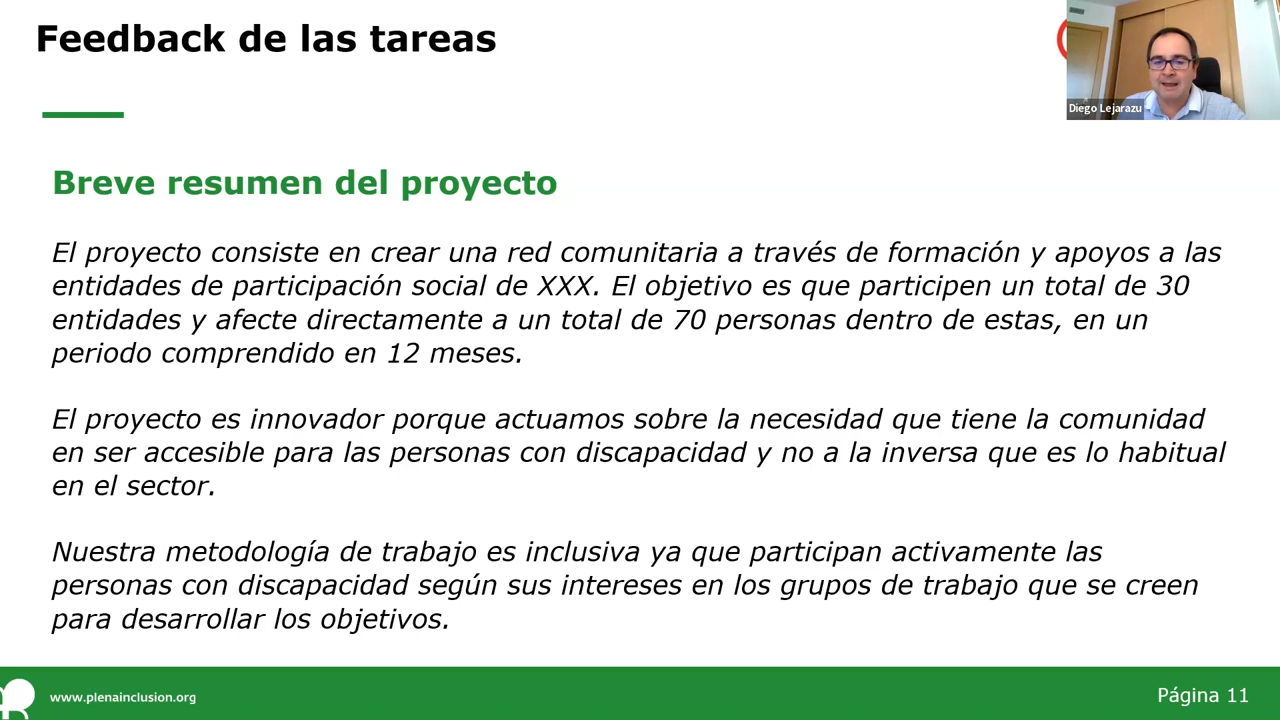 Feedback de las tareas
Diego Lejarazu
Breve resumen del proyecto
El proyecto consiste en crear una red comunitaria a través de formación y apoyos a las
entidades de participación social de XXX. El objetivo es que participen un total de 30
entidades y afecte directamente a un total de 70 personas dentro de estas, en un
periodo comprendido en 12 meses.
El proyecto es innovador porque actuamos sobre la necesidad que tiene la comunidad
en ser accesible para las personas con discapacidad y no a la inversa que es lo habitual
en el sector.
Nuestra metodología de trabajo es inclusiva ya que participan activamente las
personas con discapacidad según sus intereses en los grupos de trabajo que se creen
para desarrollar los objetivos.
www.plenainclusion.org
Página 11